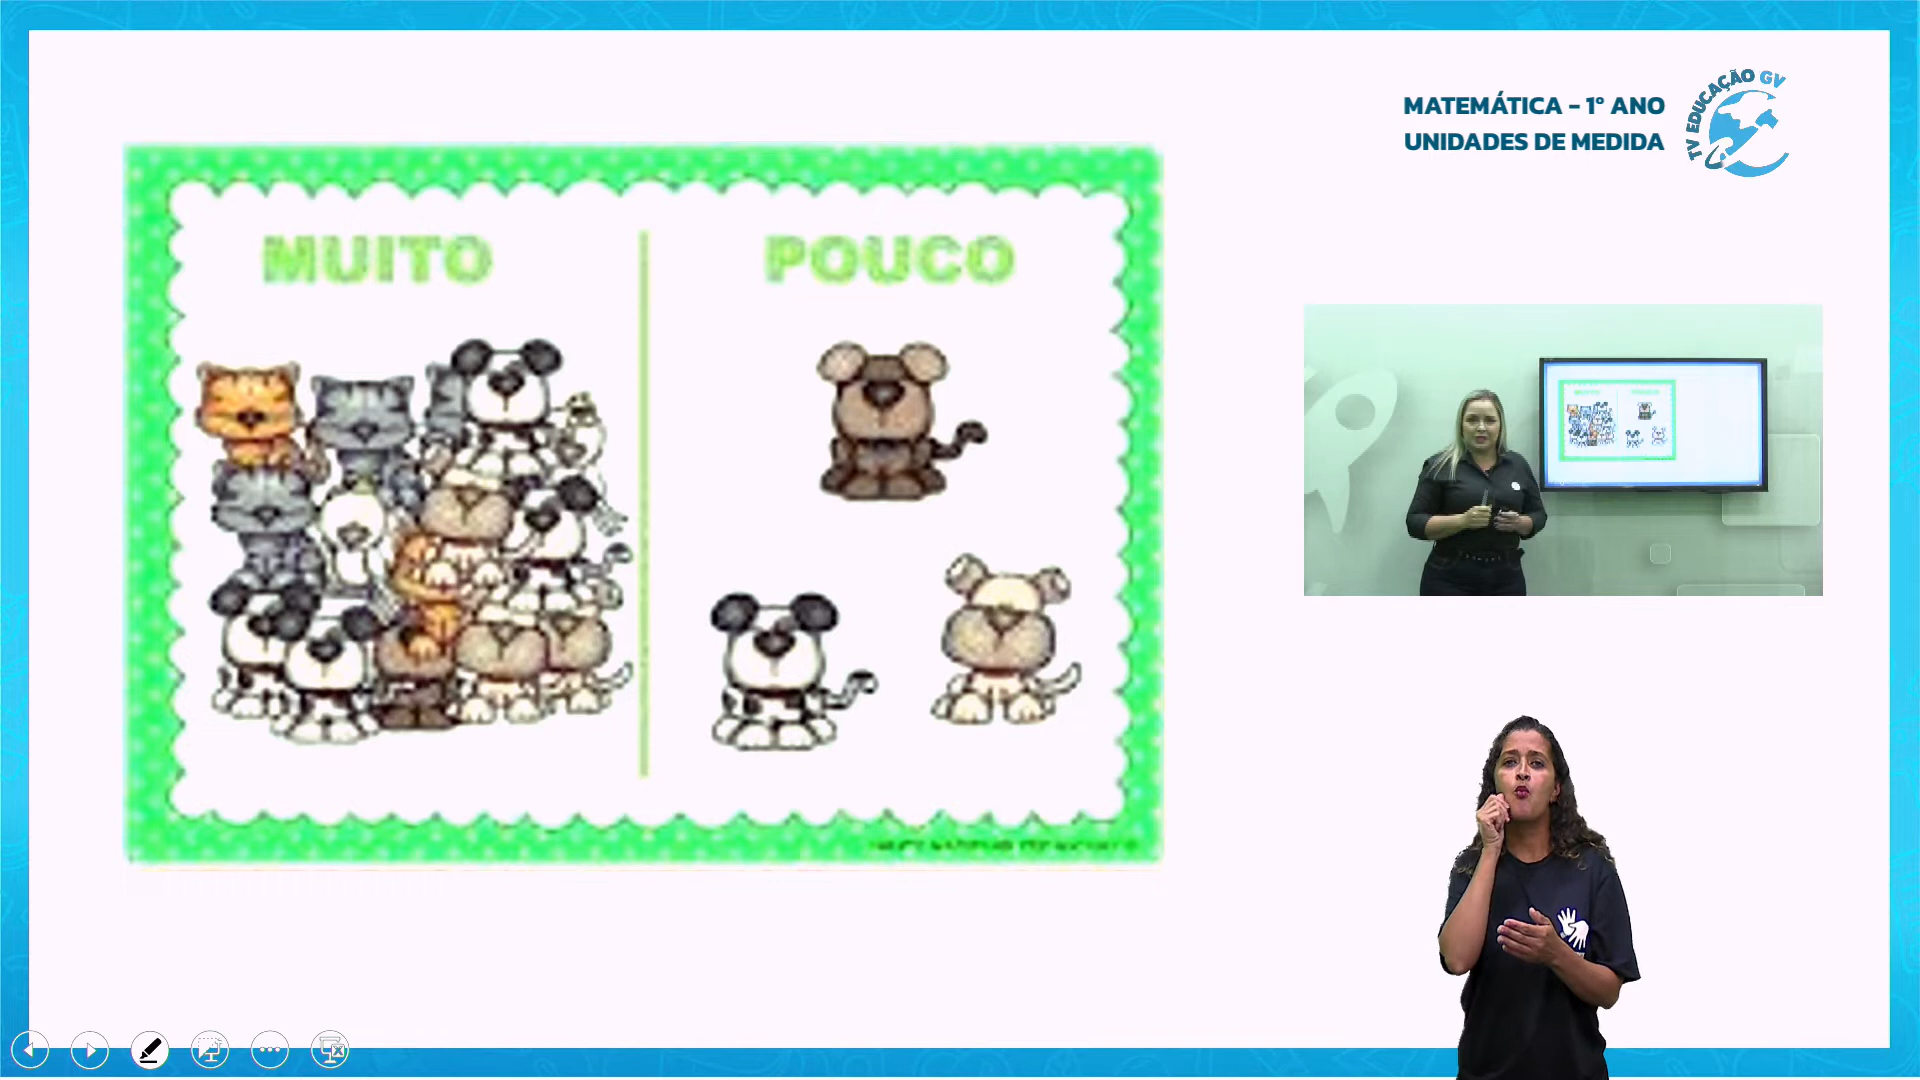 MATEMÁTICA - 1º ANO
UNIDADES DE MEDIDA
TV EDUCAÇÃO GV
MUITO
POUCO